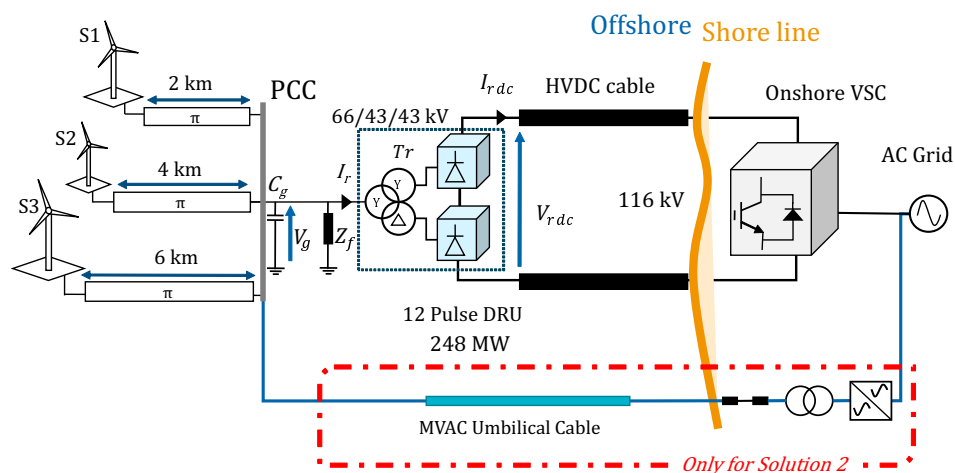 Offshore Shore line
S1
2 km
PCC
I_r dc
HVDC cable
Onshore VSC
π
66/43/43 kV
S2
4 km
Tr
AC Grid
C_g
I_r
Y
π
S3
Y
Δ
116 kV
V_g
Z_f
V_rdc
6 km
π
12 Pulse DRU
248 MW
MVAC Umbilical Cable
Only for Solution 2